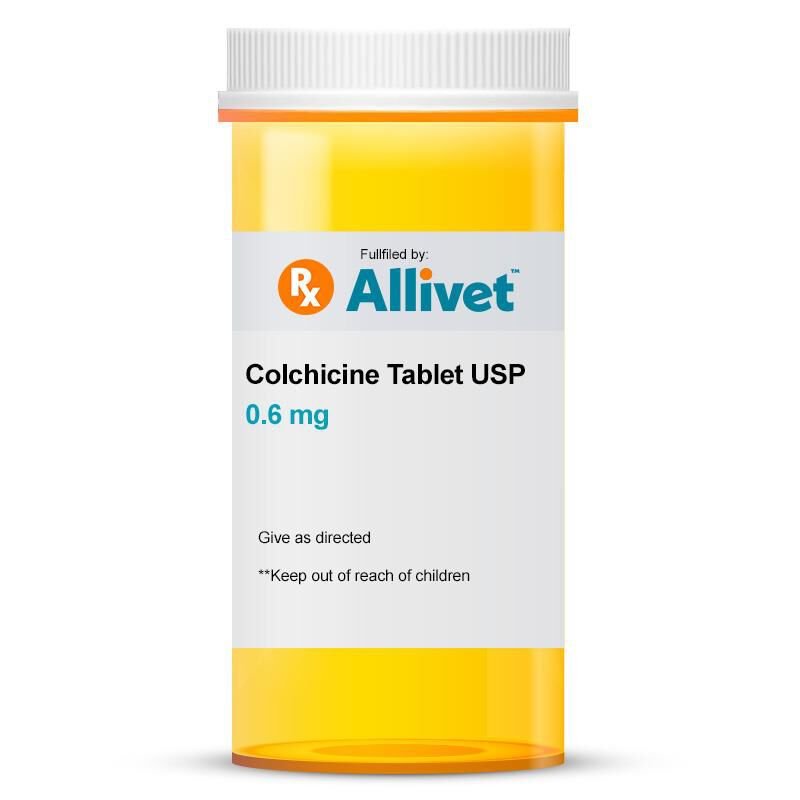 Fullfiled by:
Rx Allivet™
Colchicine Tablet USP
0.6 mg
Give as directed
**Keep out of reach of children